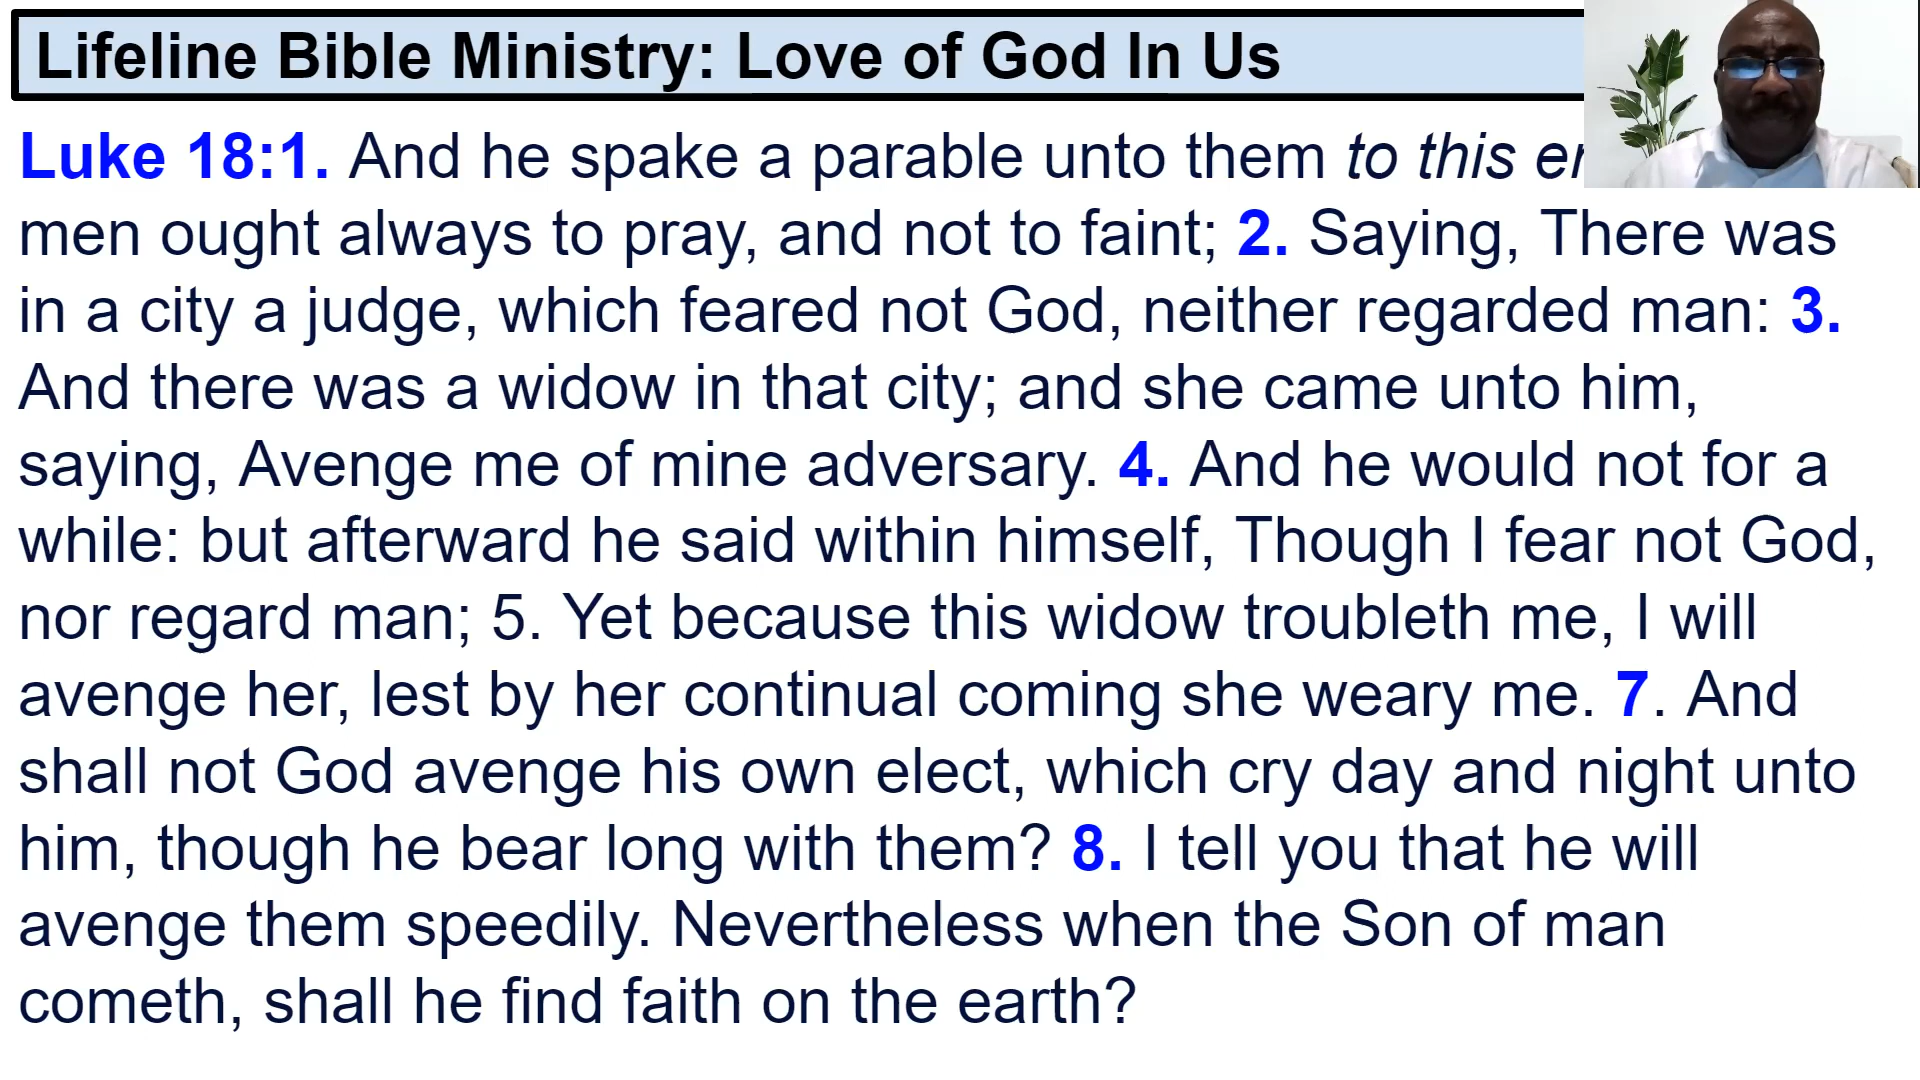 Lifeline Bible Ministry: Love of God In Us
Luke 18:1. And he spake a parable unto them to this
men ought always to pray, and not to faint; 2. Saying, There was
in a city a judge, which feared not God, neither regarded man: 3.
And there was a widow in that city; and she came unto him,
saying, Avenge me of mine adversary. 4. And he would not for a
while: but afterward he said within himself, Though I fear not God,
nor regard man; 5. Yet because this widow troubleth me, I will
avenge her, lest by her continual coming she weary me. 7. And
shall not God avenge his own elect, which cry day and night unto
him, though he bear long with them? 8. I tell you that he will
avenge them speedily. Nevertheless when the Son of man
cometh, shall he find faith on the earth?